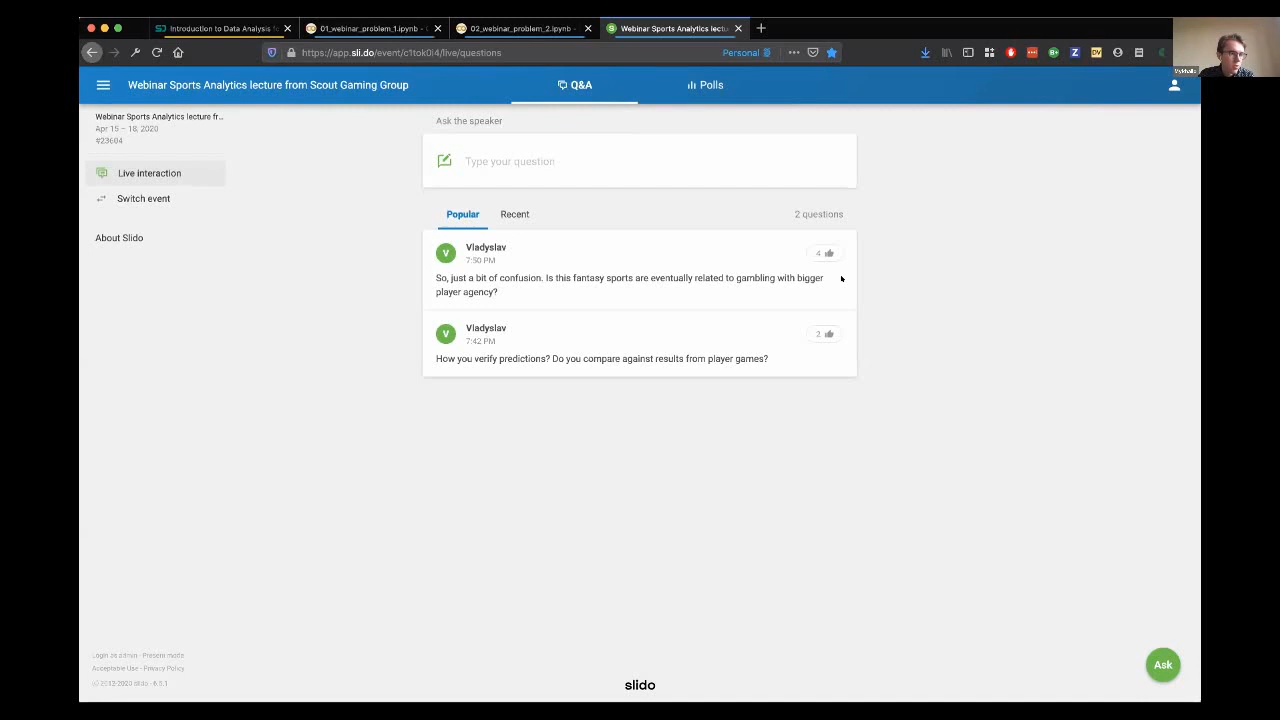 Introduction to Data Analysis fo
01_webinar_problem_1.ipynb -
02_webinar_problem_2.ipynb -
Webinar Sports Analytics lectu
https://app.sli.do/event/c1tok0l4/live/questions
Personal
Mykhailo
Webinar Sports Analytics lecture from Scout Gaming Group
Q&A
Polls
Webinar Sports Analytics lecture fr...
Apr 15 – 18, 2020
#23604
Live interaction
Switch event
About Slido
Ask the speaker
Type your question
Popular
Recent
2 questions
V
Vladyslav
7:50 PM
4
So, just a bit of confusion. Is this fantasy sports are eventually related to gambling with bigger
player agency?
V
Vladyslav
7:42 PM
2
How you verify predictions? Do you compare against results from player games?
Login as admin - Present mode
Acceptable Use - Privacy Policy
(c) 2012-2020 slido - 6.5.1
slido
Ask